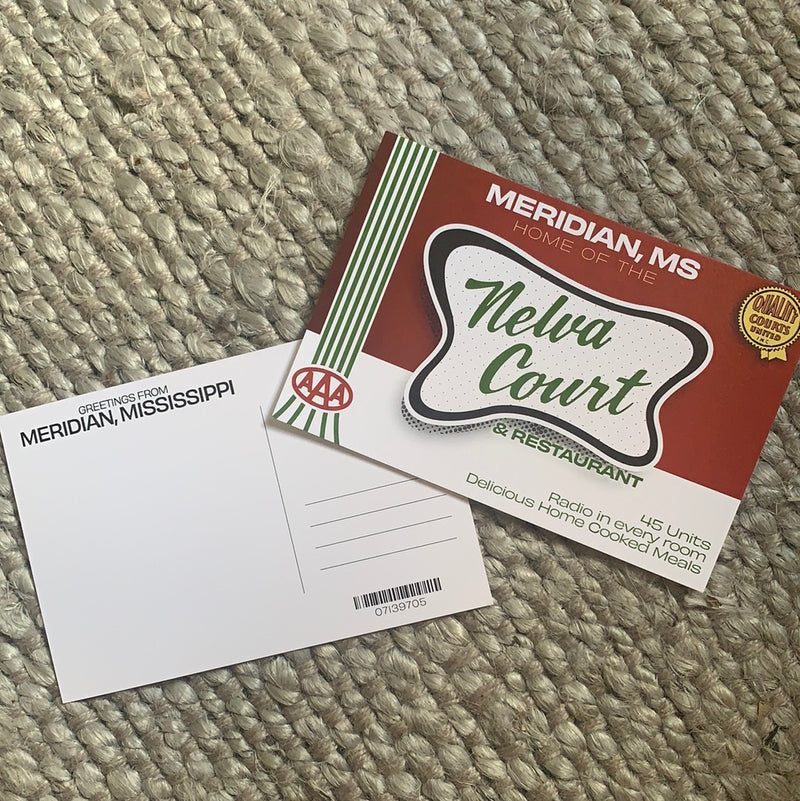 MERIDIAN, MS
HOME OF THE
Nelva
Court
& RESTAURANT
45 Units
Radio in every room
Delicious Home Cooked Meals
AAA
QUALITY
COURTS
UNITED
INC.
GREETINGS FROM
MERIDIAN, MISSISSIPPI
07139705